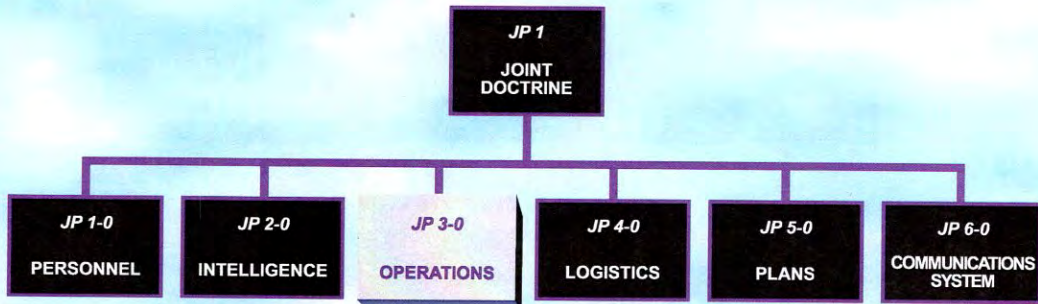 JP 1
JOINT
DOCTRINE
JP 1-0
PERSONNEL
JP 2-0
INTELLIGENCE
JP 3-0
OPERATIONS
JP 4-0
LOGISTICS
JP 5-0
PLANS
JP 6-0
COMMUNICATIONS
SYSTEM